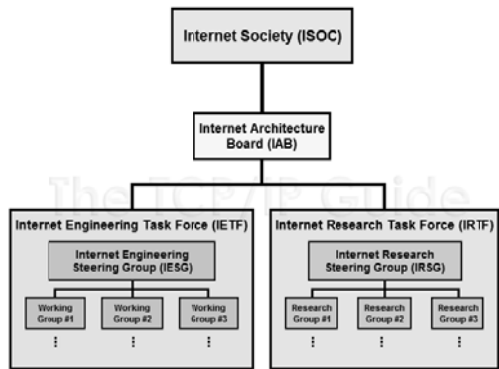 Internet Society (ISOC)
Internet Architecture
Board (IAB)
The TCP/IP Guide
Internet Engineering Task Force (IETF)
Internet Engineering
Steering Group (IESG)
Working
Group #1
Working
Group #2
Working
Group #3
Internet Research Task Force (IRTF)
Internet Research
Steering Group (IRSG)
Research
Group #1
Research
Group #2
Research
Group #3